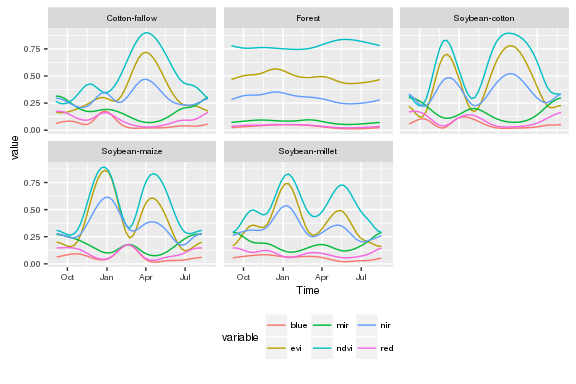 Cotton-fallow Forest Soybean-cotton
0.75
0.50
0.25
0.00
value
Soybean-maize Soybean-millet
0.75
0.50
0.25
0.00
Oct Jan Apr Jul Oct Jan Apr Jul
Time
variable
blue mir nir
evi ndvi red